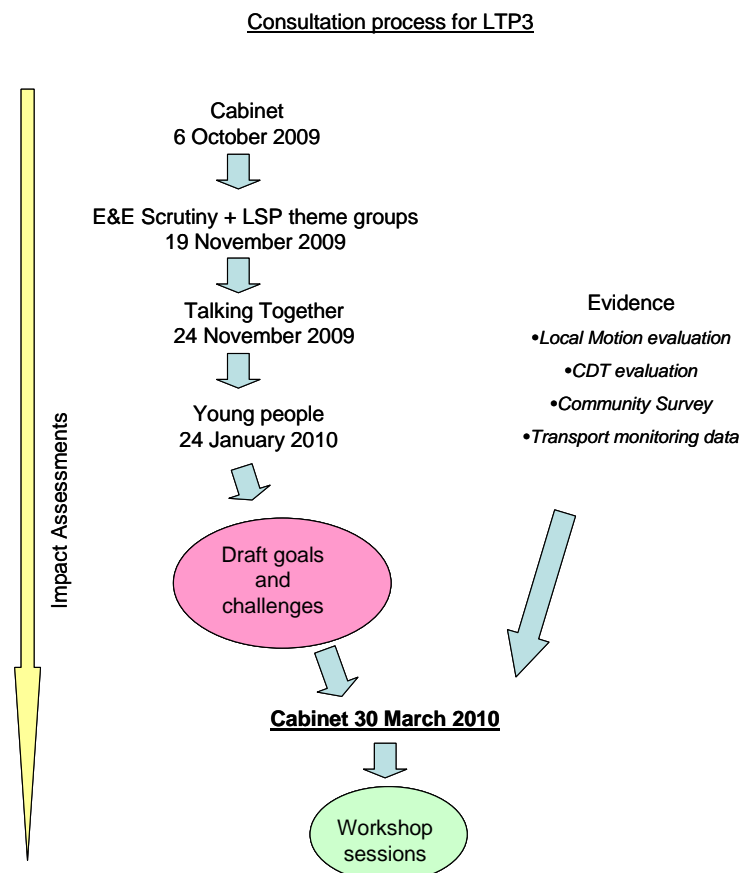 Consultation process for LTP3
Cabinet
6 October 2009
E&E Scrutiny + LSP theme groups
19 November 2009
Talking Together
24 November 2009
Young people
24 January 2010
Evidence
•Local Motion evaluation
•CDT evaluation
•Community Survey
•Transport monitoring data
Impact Assessments
Draft goals
and
challenges
Cabinet 30 March 2010
Workshop
sessions